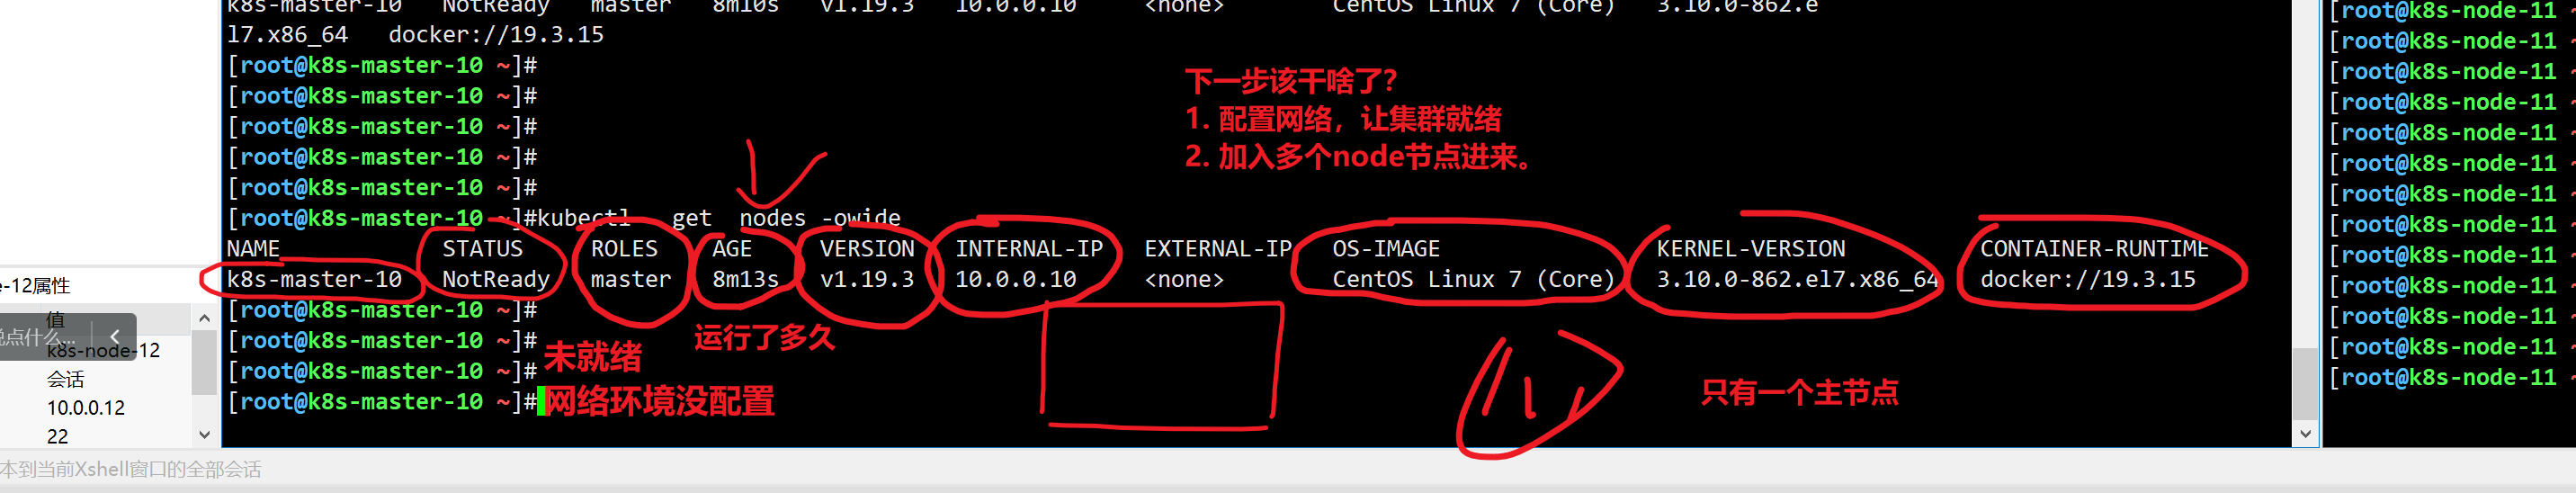 k8s-master-10 NotReady master 8m10s v1.19.3 10.0.0.10 <none> CentOS Linux 7 (Core) 3.10.0-862.e
l7.x86_64 docker://19.3.15
[root@k8s-master-10 ~]#
[root@k8s-master-10 ~]#
[root@k8s-master-10 ~]#
[root@k8s-master-10 ~]#
[root@k8s-master-10 ~]#
[root@k8s-master-10 ~]#kubectl get nodes -owide
NAME STATUS ROLES AGE VERSION INTERNAL-IP EXTERNAL-IP OS-IMAGE KERNEL-VERSION CONTAINER-RUNTIME
k8s-master-10 NotReady master 8m13s v1.19.3 10.0.0.10 <none> CentOS Linux 7 (Core) 3.10.0-862.el7.x86_64 docker://19.3.15
[root@k8s-master-10 ~]#
[root@k8s-master-10 ~]#
[root@k8s-master-10 ~]#
[root@k8s-master-10 ~]#
下一步该干啥了?
1. 配置网络，让集群就绪
2. 加入多个node节点进来。
运行了多久
未就绪
网络环境没配置
只有一个主节点
[root@k8s-node-11 ~
[root@k8s-node-11 ~
[root@k8s-node-11 ~
[root@k8s-node-11 ~
[root@k8s-node-11 ~
[root@k8s-node-11 ~
[root@k8s-node-11 ~
[root@k8s-node-11 ~
[root@k8s-node-11 ~
[root@k8s-node-11 ~
[root@k8s-node-11 ~
[root@k8s-node-11 ~
[root@k8s-node-11 ~
e-12属性
值
说点什么...
k8s-node-12
会话
10.0.0.12
22
本到当前Xshell窗口的全部会话